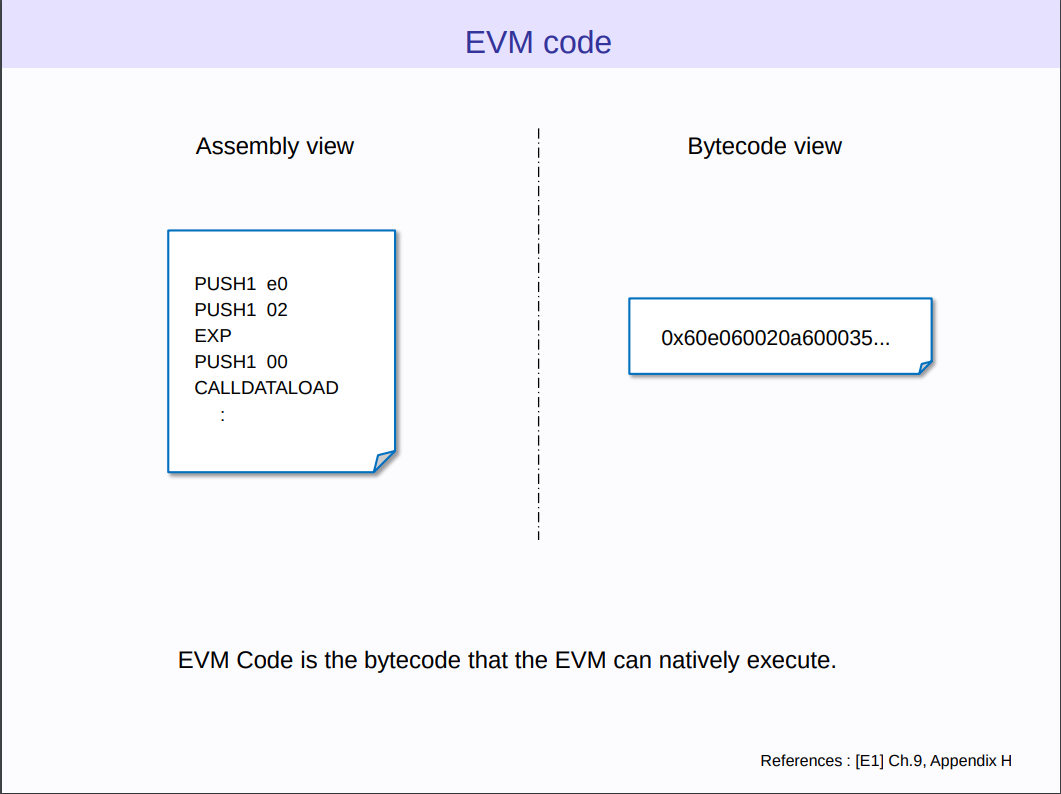 EVM code
Assembly view
Bytecode view
PUSH1 e0
PUSH1 02
EXP
PUSH1 00
CALLDATALOAD
:
0x60e060020a600035...
EVM Code is the bytecode that the EVM can natively execute.
References : [E1] Ch.9, Appendix H